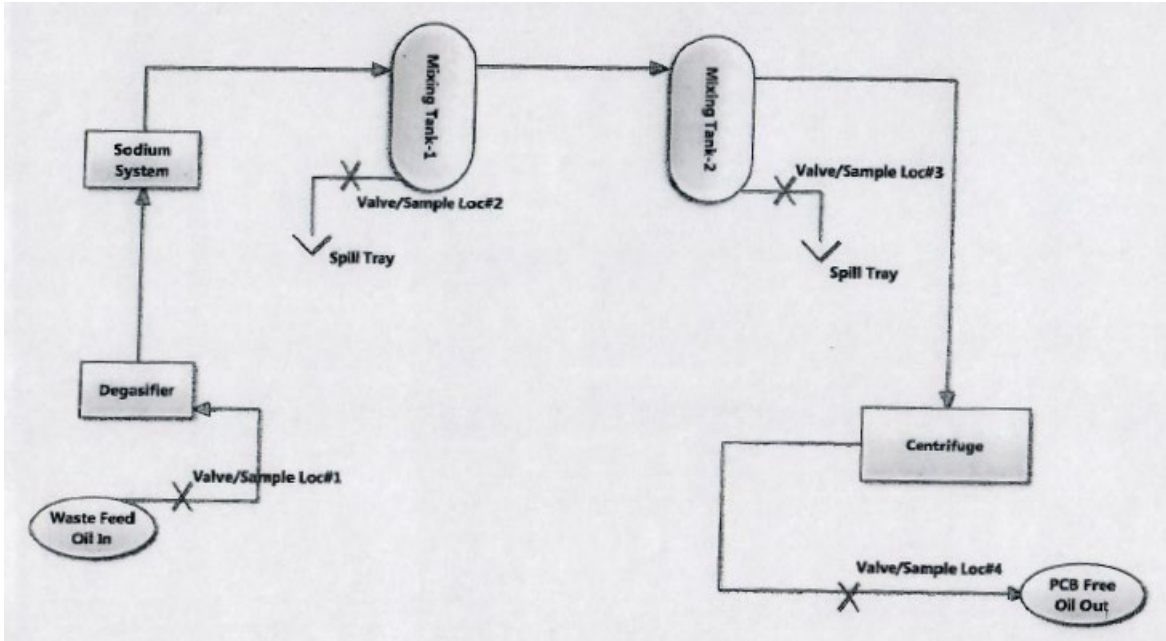 Mixing Tank-1
Mixing Tank-2
Sodium
System
Valve/Sample Loc#3
Valve/Sample Loc#2
Spill Tray
Spill Tray
Degasifier
Centrifuge
Valve/Sample Loc#1
Waste Feed
Oil In
Valve/Sample Loc#4
PCB Free
Oil Out